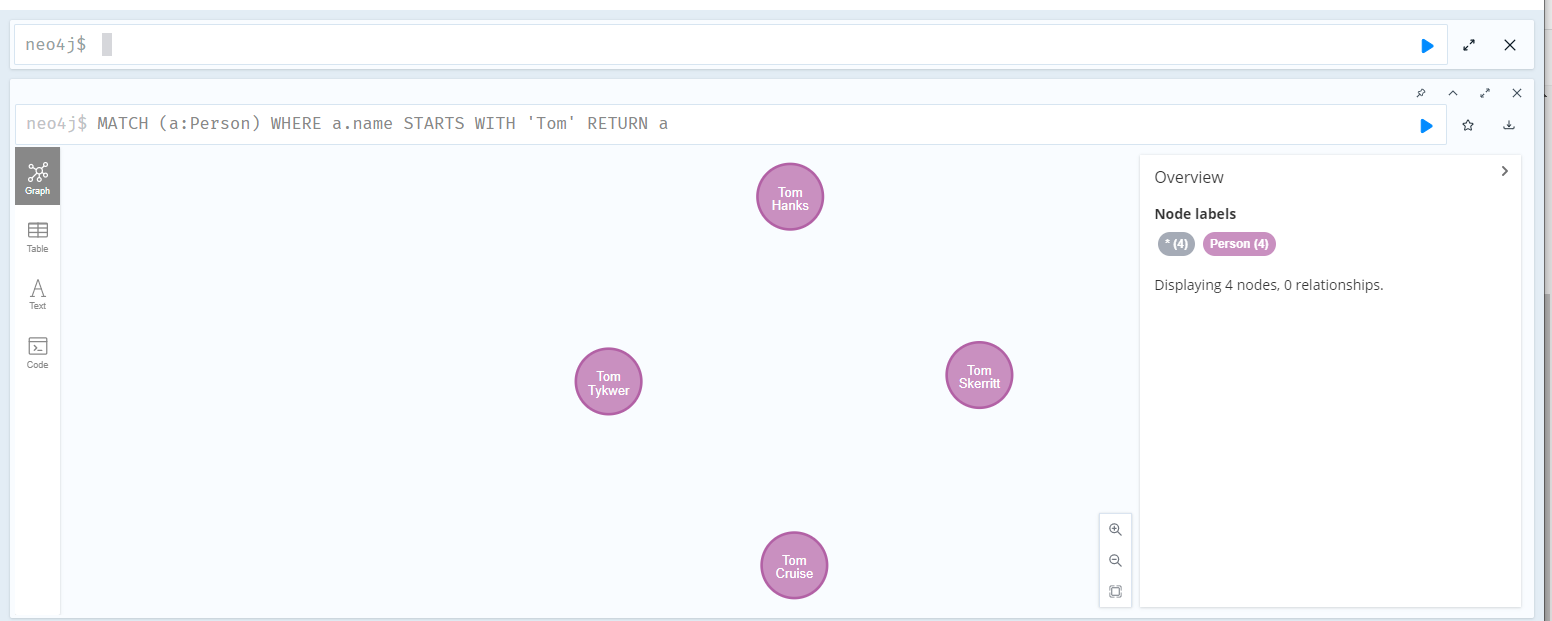 neo4j$
neo4j$ MATCH (a:Person) WHERE a.name STARTS WITH 'Tom' RETURN a
Graph
Table
Text
Code
Tom
Hanks
Tom
Tykwer
Tom
Skerritt
Tom
Cruise
Overview
Node labels
* (4) Person (4)
Displaying 4 nodes, 0 relationships.